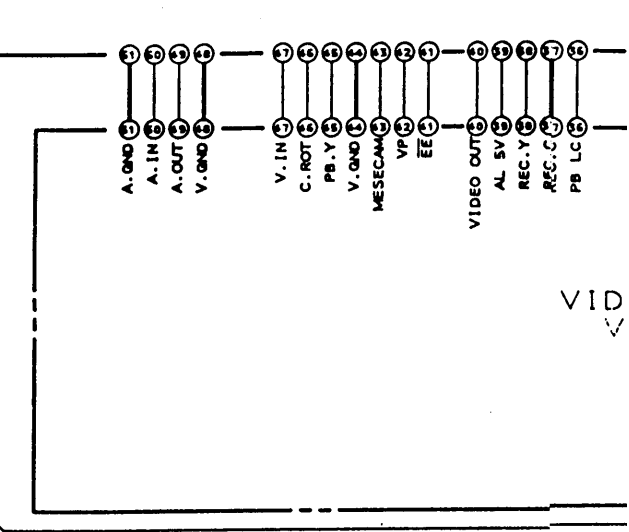 51 50 49 48 47 46 45 44 43 42 41 40 39 38 37 36
51 50 49 48 47 46 45 44 43 42 41 40 39 38 37 36
A.GND
A.IN
A.OUT
V.GND
V.IN
C.ROT
PB.Y
V.GND
MESECAM
VP
EE
VIDEO OUT
AL 5V
REC.Y
REC.C
PB LC
VID
V